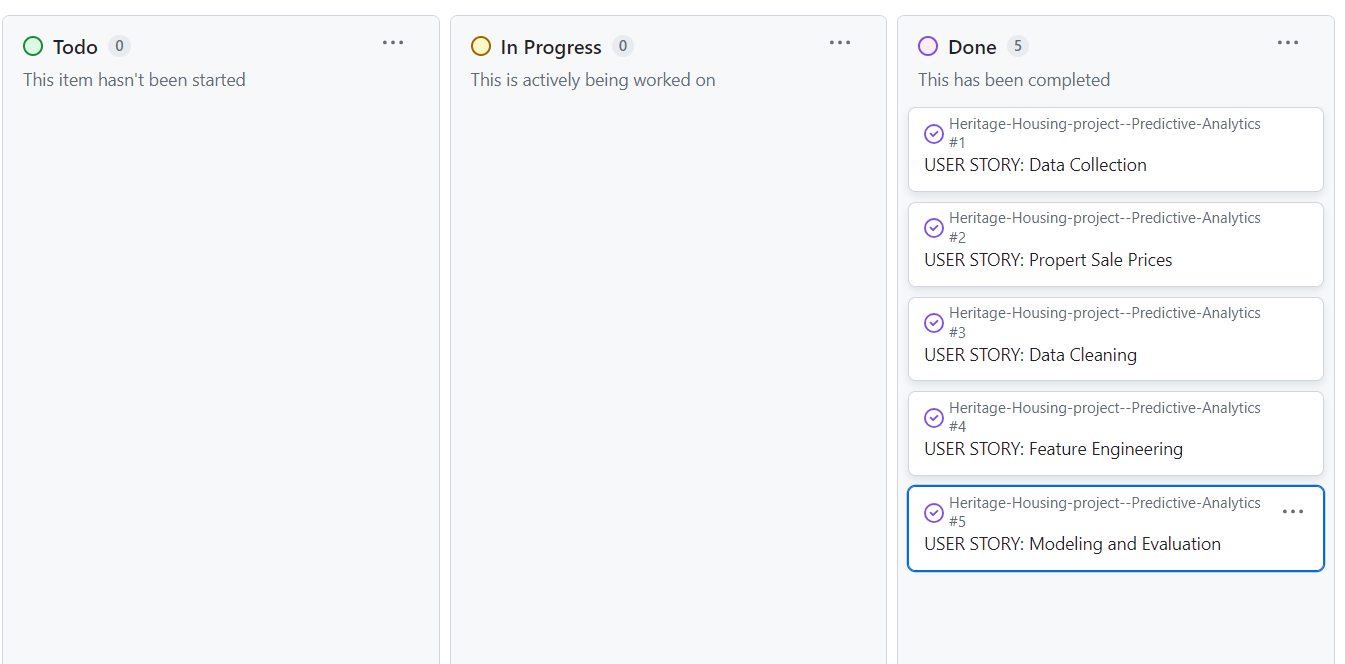 Todo 0
This item hasn't been started
In Progress 0
This is actively being worked on
Done 5
This has been completed
Heritage-Housing-project--Predictive-Analytics
#1
USER STORY: Data Collection
Heritage-Housing-project--Predictive-Analytics
#2
USER STORY: Propert Sale Prices
Heritage-Housing-project--Predictive-Analytics
#3
USER STORY: Data Cleaning
Heritage-Housing-project--Predictive-Analytics
#4
USER STORY: Feature Engineering
Heritage-Housing-project--Predictive-Analytics
#5
USER STORY: Modeling and Evaluation